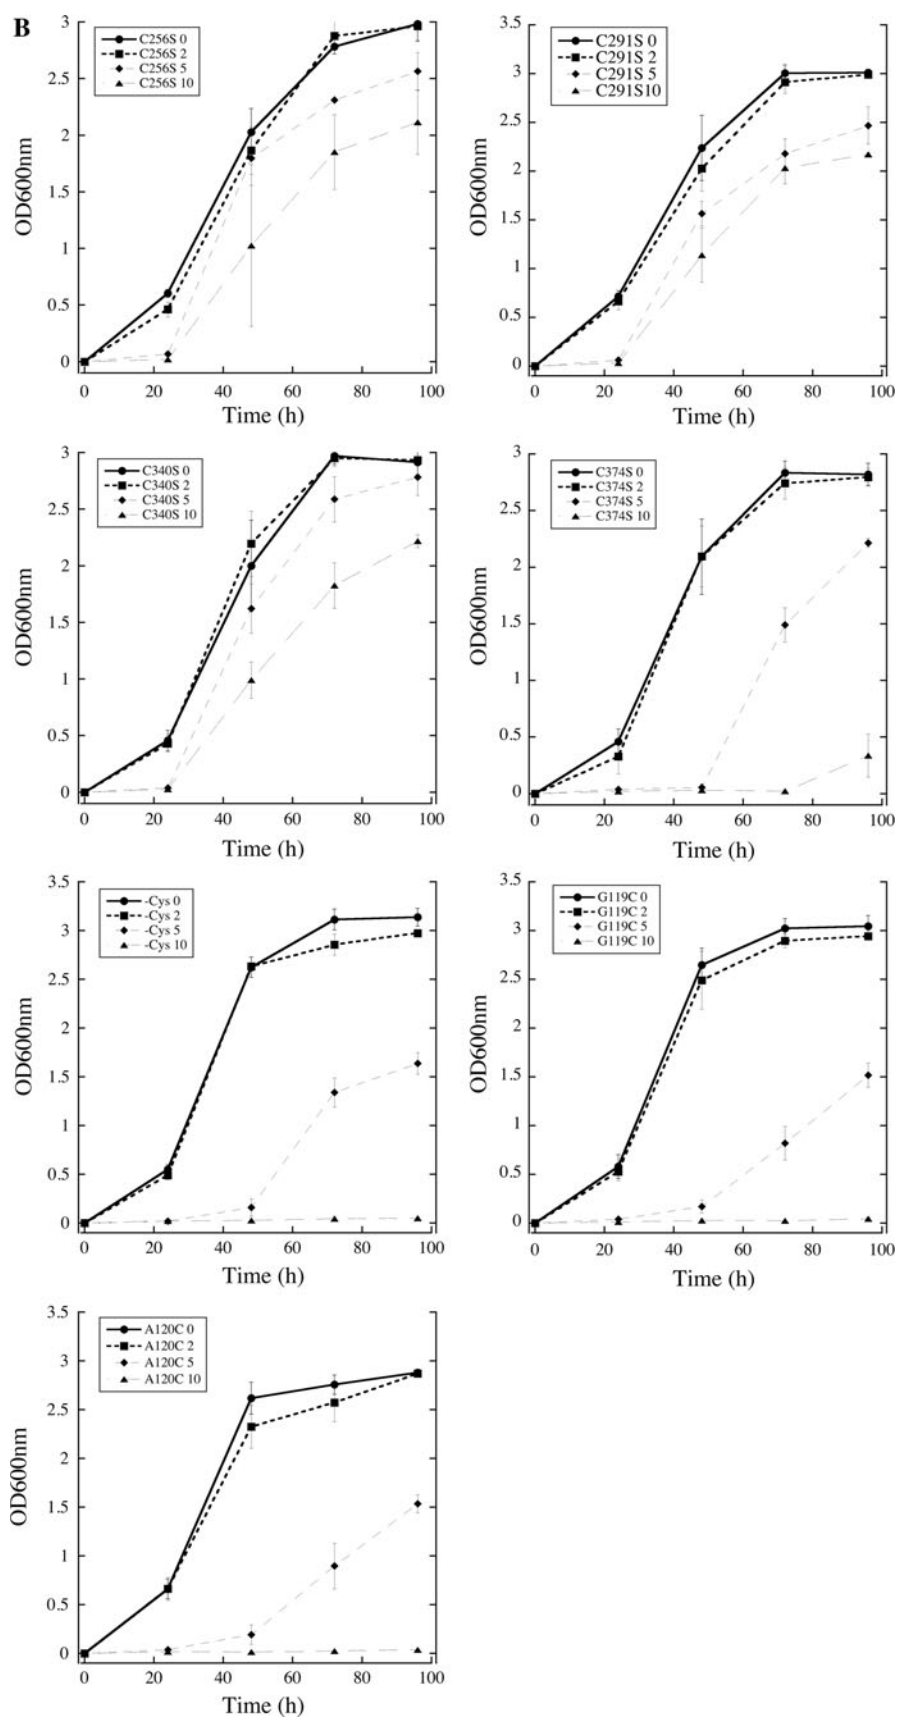 B
C256S 0
C256S 2
C256S 5
C256S 10
3
2.5
2
1.5
1
0.5
0
OD600nm
0 20 40 60 80 100
Time (h)
C291S 0
C291S 2
C291S 5
C291S10
3.5
3
2.5
2
1.5
1
0.5
0
OD600nm
0 20 40 60 80 100
Time (h)
C340S 0
C340S 2
C340S 5
C340S 10
3
2.5
2
1.5
1
0.5
0
OD600nm
0 20 40 60 80 100
Time (h)
C374S 0
C374S 2
C374S 5
C374S 10
3
2.5
2
1.5
1
0.5
0
OD600nm
0 20 40 60 80 100
Time (h)
-Cys 0
-Cys 2
-Cys 5
-Cys 10
3.5
3
2.5
2
1.5
1
0.5
0
OD600nm
0 20 40 60 80 100
Time (h)
G119C 0
G119C 2
G119C 5
G119C 10
3.5
3
2.5
2
1.5
1
0.5
0
OD600nm
0 20 40 60 80 100
Time (h)
A120C 0
A120C 2
A120C 5
A120C 10
3.5
3
2.5
2
1.5
1
0.5
0
OD600nm
0 20 40 60 80 100
Time (h)